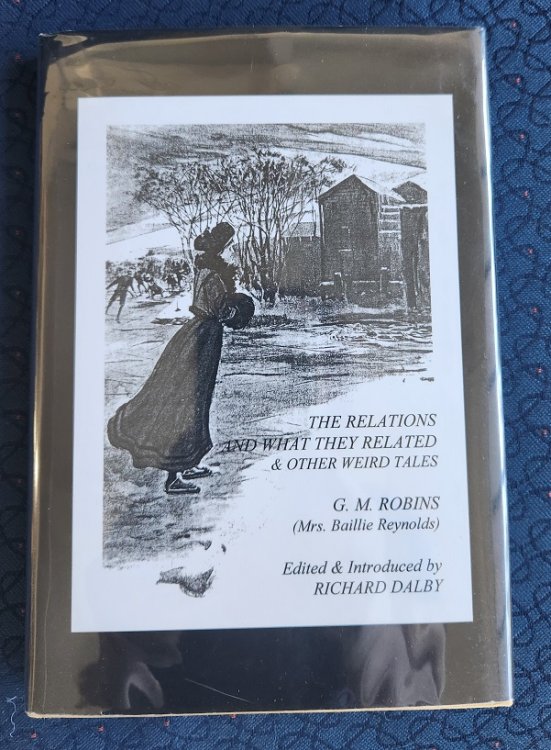 THE RELATIONS
AND WHAT THEY RELATED
& OTHER WEIRD TALES
G. M. ROBINS
(Mrs. Baillie Reynolds)
Edited & Introduced by
RICHARD DALBY